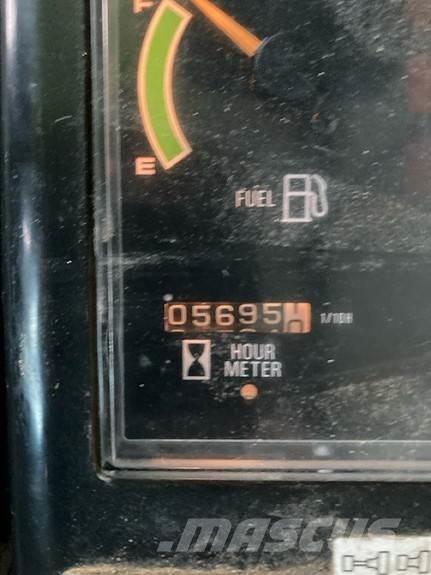 F
E
FUEL
05695
1/10H
HOUR
METER
MASCUS